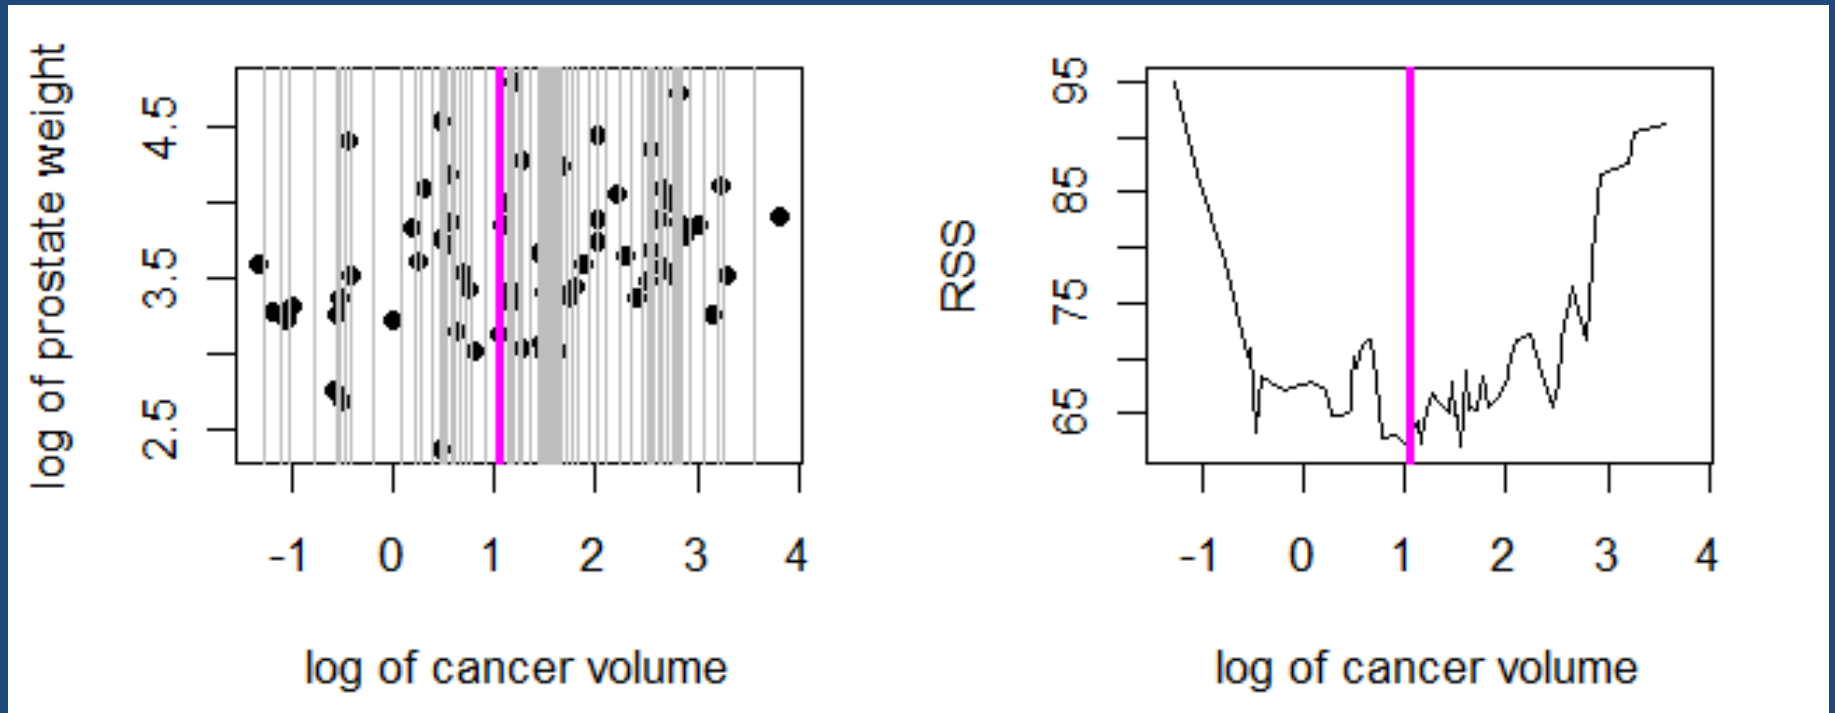 log of prostate weight
4.5
3.5
2.5
-1 0 1 2 3 4
log of cancer volume
RSS
95
85
75
65
-1 0 1 2 3 4
log of cancer volume